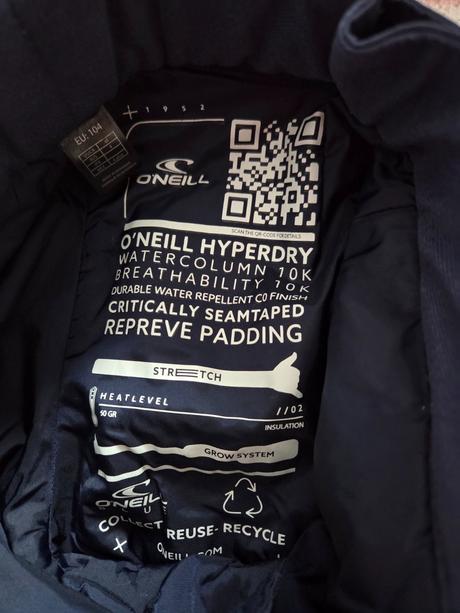 EU: 104
1952
O'NEILL
SCAN THE QR-CODE FOR DETAILS
O'NEILL HYPERDRY
WATERCOLUMN 10K
BREATHABILITY 10K
DURABLE WATER REPELLENT C0 FINISH
CRITICALLY SEAMTAPED
REPREVE PADDING
STRETCH
HEATLEVEL //02
50 GR INSULATION
GROW SYSTEM
O'NEILL
COLLECT REUSE-RECYCLE